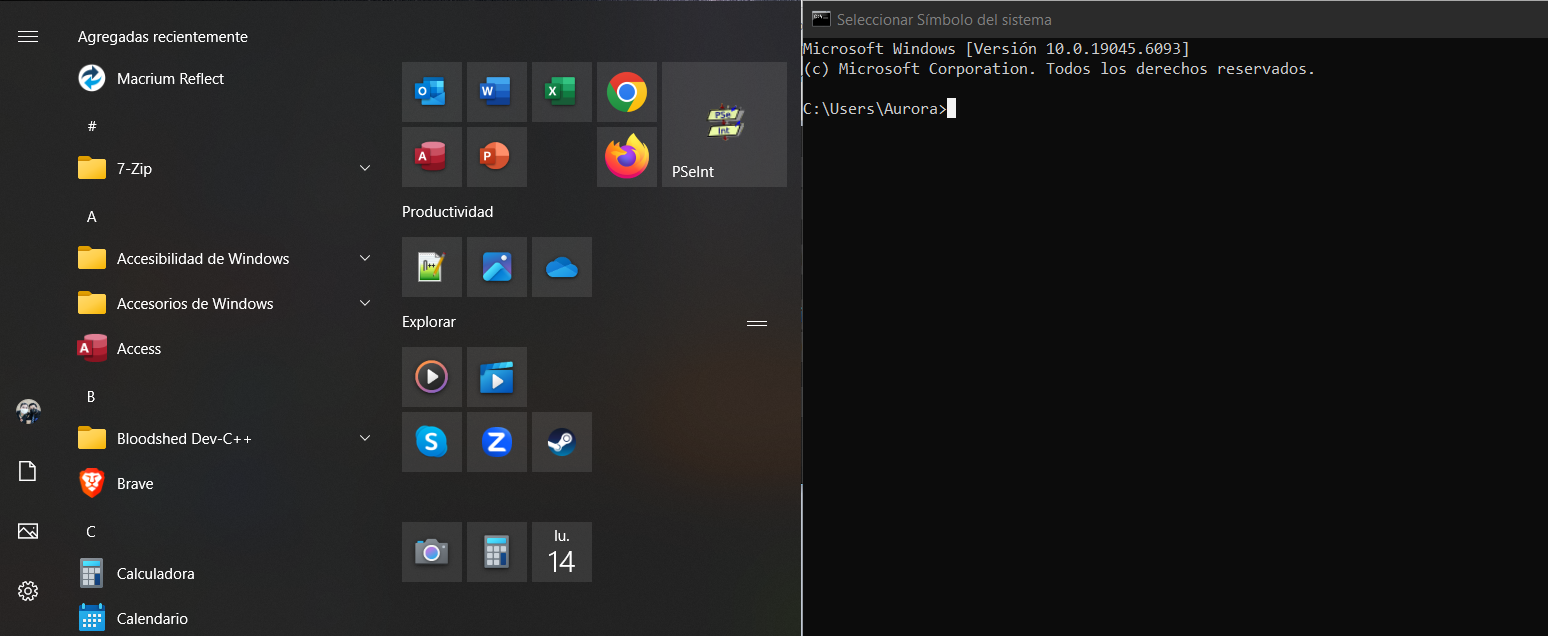 Agregadas recientemente
Macrium Reflect
#
7-Zip
A
Accesibilidad de Windows
Accesorios de Windows
A
Access
B
Bloodshed Dev-C++
Brave
C
Calculadora
Calendario
O
W
X
A
P
PSe
Int
PSeInt
Productividad
Explorar
S
Z
lu.
14
Seleccionar Símbolo del sistema
Microsoft Windows [Versión 10.0.19045.6093]
(c) Microsoft Corporation. Todos los derechos reservados.
C:\Users\Aurora>